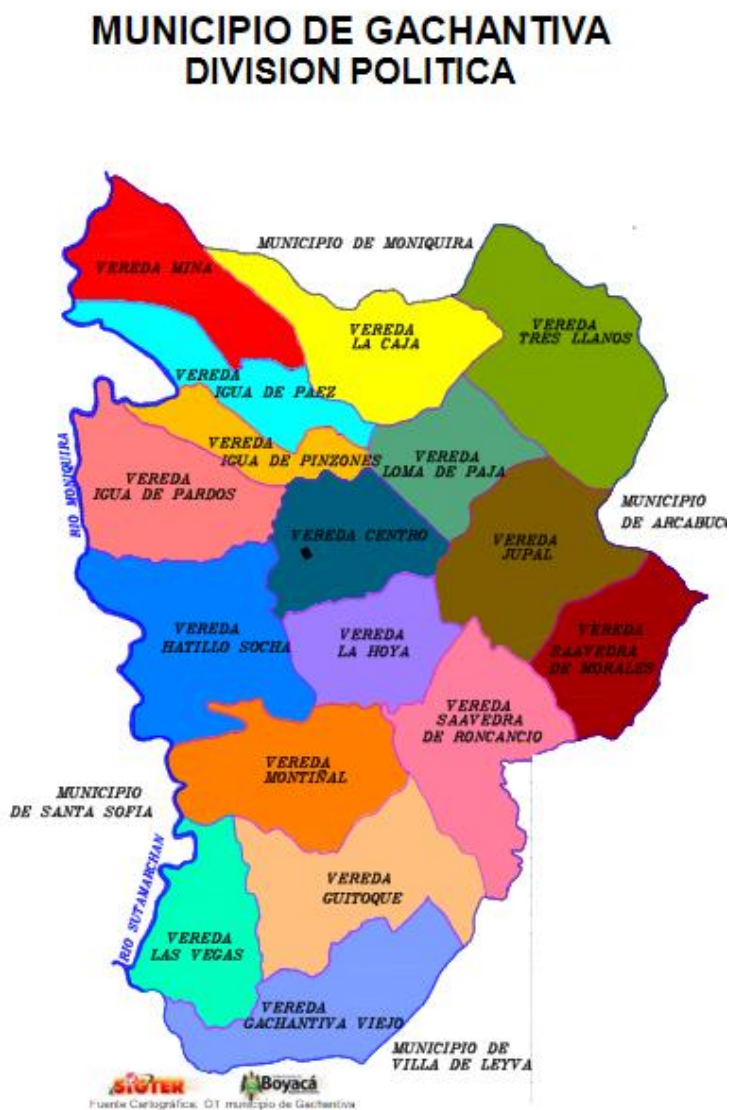 MUNICIPIO DE GACHANTIVA
DIVISION POLITICA
MUNICIPIO DE MONIQUIRA
VEREDA MINA
VEREDA
LA CAJA
VEREDA
TRES LLANOS
VEREDA
IGUA DE PAEZ
VEREDA
IGUA DE PINZONES
VEREDA
LOMA DE PAJA
VEREDA
IGUA DE PARDOS
RIO MONIQUIRA
MUNICIPIO
DE ARCABUCO
VEREDA CENTRO
VEREDA
JUPAL
VEREDA
HATILLO SOCHA
VEREDA
LA HOYA
VEREDA
SAAVEDRA
DE MORALES
VEREDA
SAAVEDRA
DE RONCANCIO
VEREDA
MONTIÑAL
MUNICIPIO
DE SANTA SOFIA
RIO SUTAMARCHAN
VEREDA
GUITOQUE
VEREDA
LAS VEGAS
VEREDA
GACHANTIVA VIEJO
MUNICIPIO DE
VILLA DE LEYVA
SIGTER
Boyacá
Fuente Cartográfica: OT municipio de Gachantiva